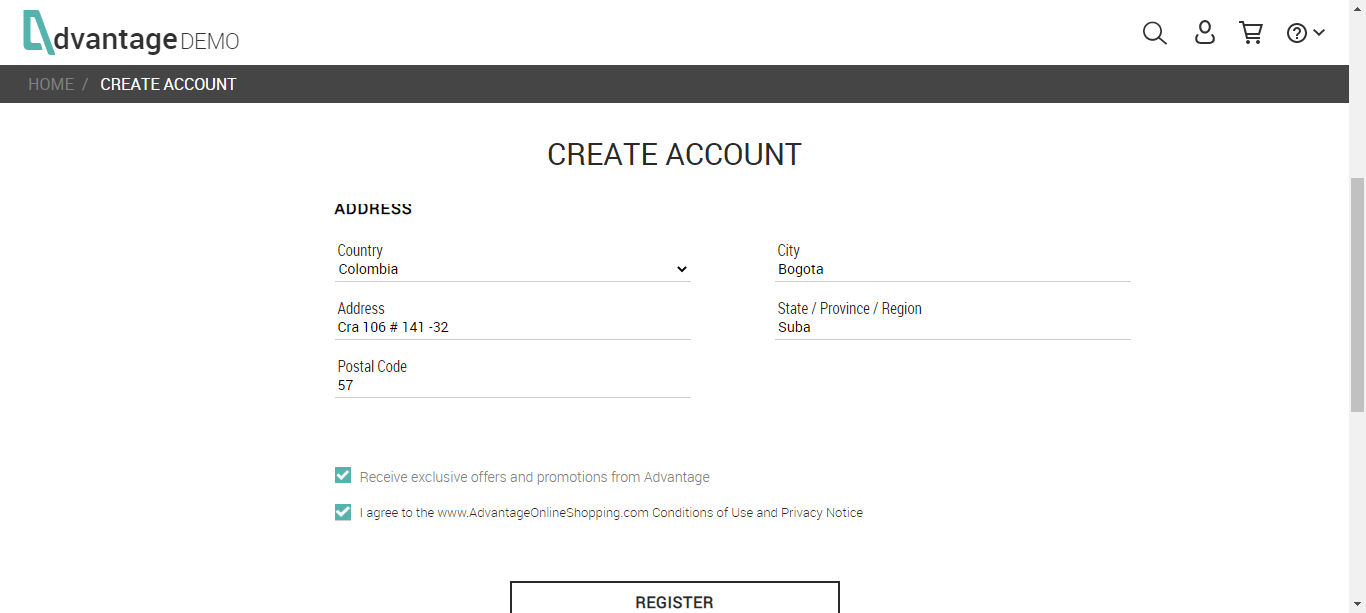 dvantage DEMO
HOME / CREATE ACCOUNT
CREATE ACCOUNT
ADDRESS
Country City
Colombia Bogota
Address State / Province / Region
Cra 106 # 141 -32 Suba
Postal Code
57
Receive exclusive offers and promotions from Advantage
I agree to the www.AdvantageOnlineShopping.com Conditions of Use and Privacy Notice
REGISTER